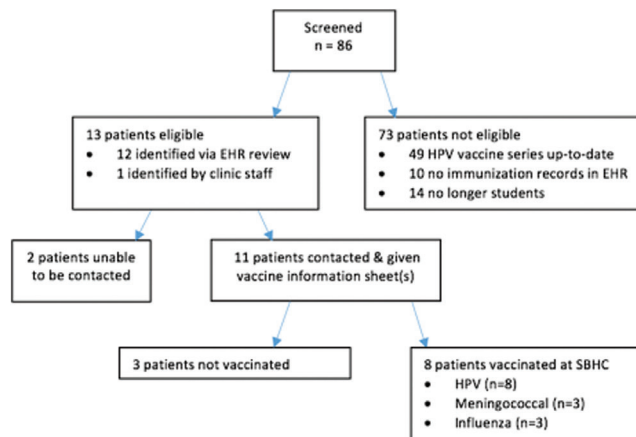 Screened
n = 86
13 patients eligible
• 12 identified via EHR review
• 1 identified by clinic staff
73 patients not eligible
• 49 HPV vaccine series up-to-date
• 10 no immunization records in EHR
• 14 no longer students
2 patients unable
to be contacted
11 patients contacted & given
vaccine information sheet(s)
3 patients not vaccinated
8 patients vaccinated at SBHC
• HPV (n=8)
• Meningococcal (n=3)
• Influenza (n=3)